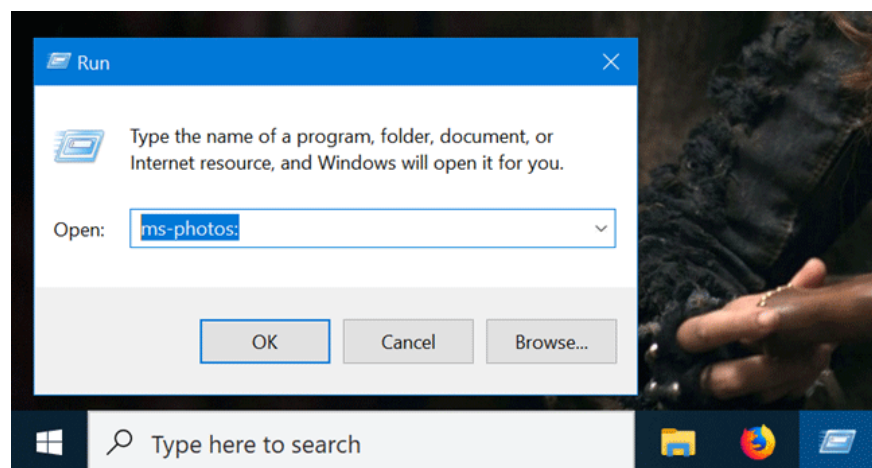 Run
Type the name of a program, folder, document, or
Internet resource, and Windows will open it for you.
Open: ms-photos:
OK Cancel Browse...
Type here to search